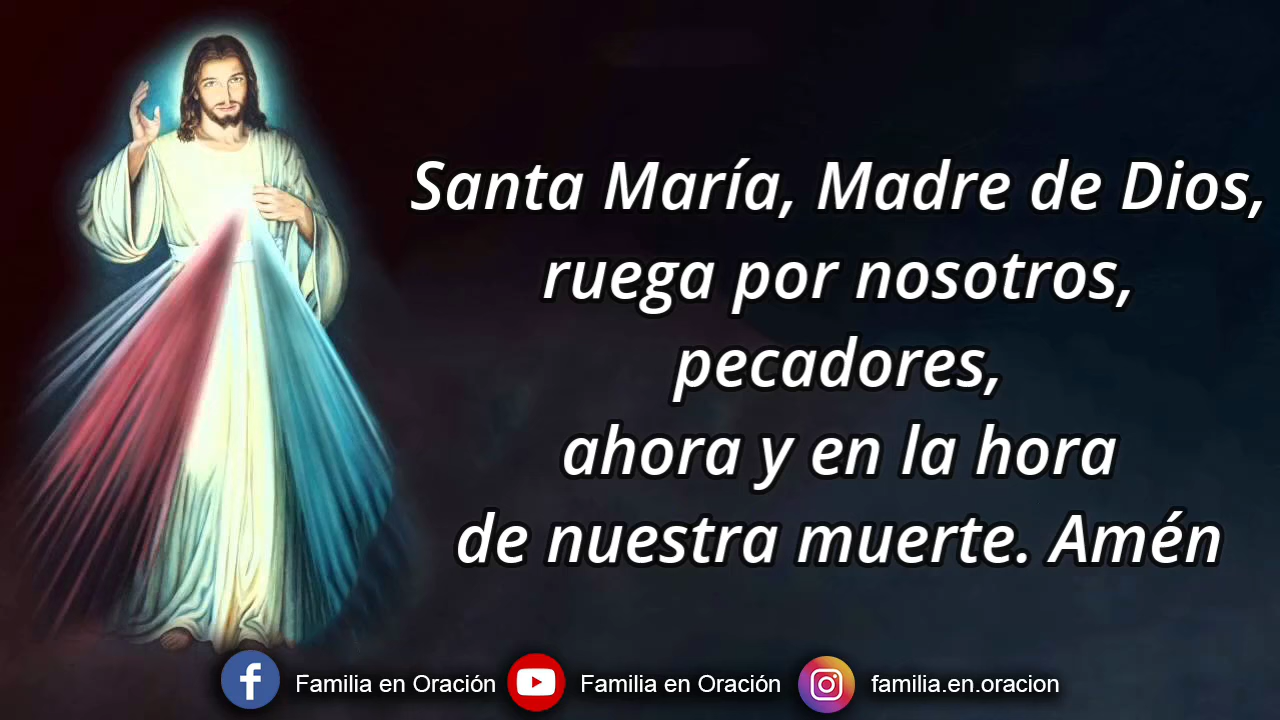 Santa María, Madre de Dios,
ruega por nosotros,
pecadores,
ahora y en la hora
de nuestra muerte. Amén
Familia en Oración
Familia en Oración
familia.en.oracion